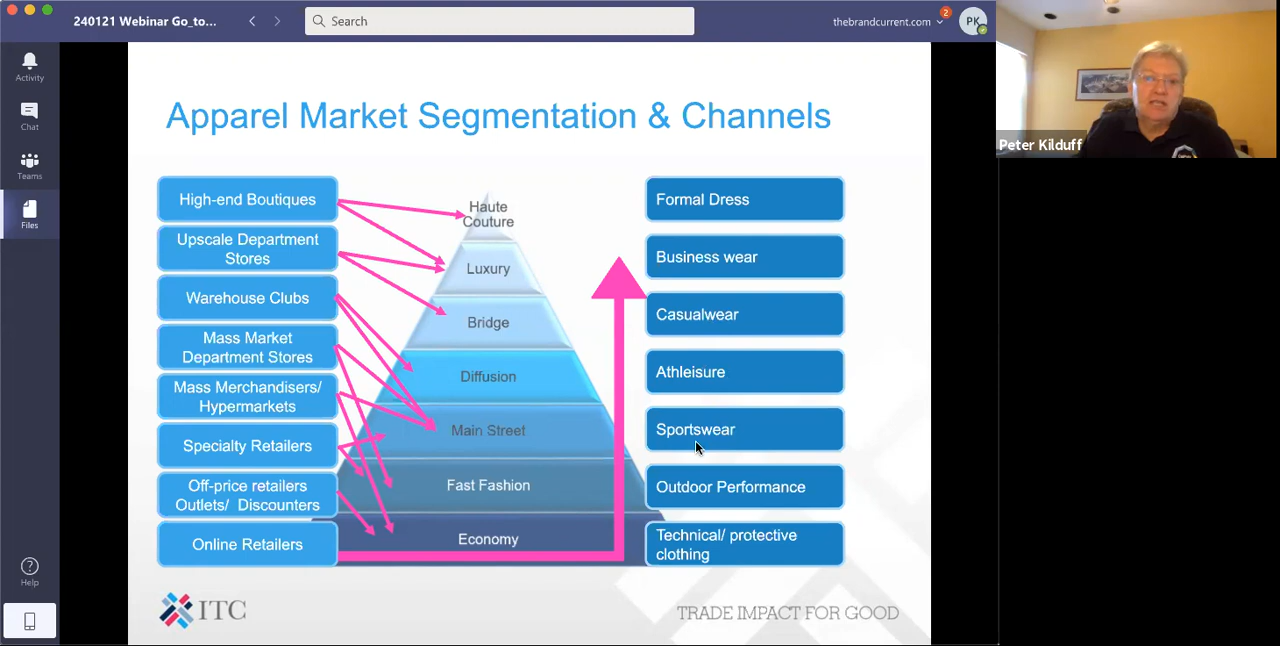 240121 Webinar Go_to...
Search
thebrandcurrent.com
2
PK
Activity
Chat
Teams
Files
Help
Peter Kilduff
Apparel Market Segmentation & Channels
High-end Boutiques
Upscale Department
Stores
Warehouse Clubs
Mass Market
Department Stores
Mass Merchandisers/
Hypermarkets
Specialty Retailers
Off-price retailers
Outlets/ Discounters
Online Retailers
Haute
Couture
Luxury
Bridge
Diffusion
Main Street
Fast Fashion
Economy
Formal Dress
Business wear
Casualwear
Athleisure
Sportswear
Outdoor Performance
Technical/ protective
clothing
ITC
TRADE IMPACT FOR GOOD